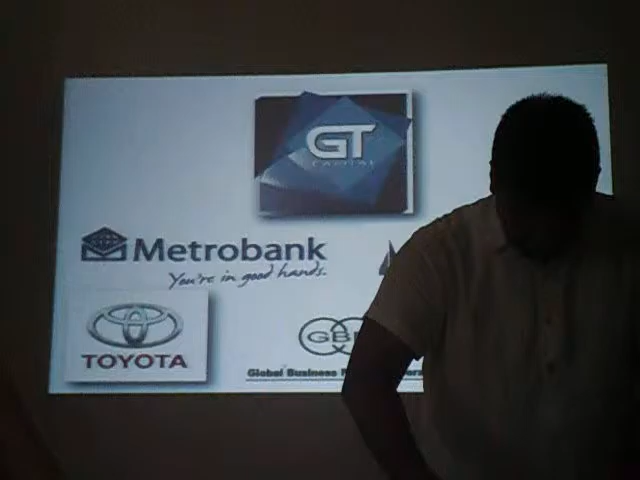 GT
CAPITAL
Metrobank
You're in good hands.
TOYOTA
GB
Global Business